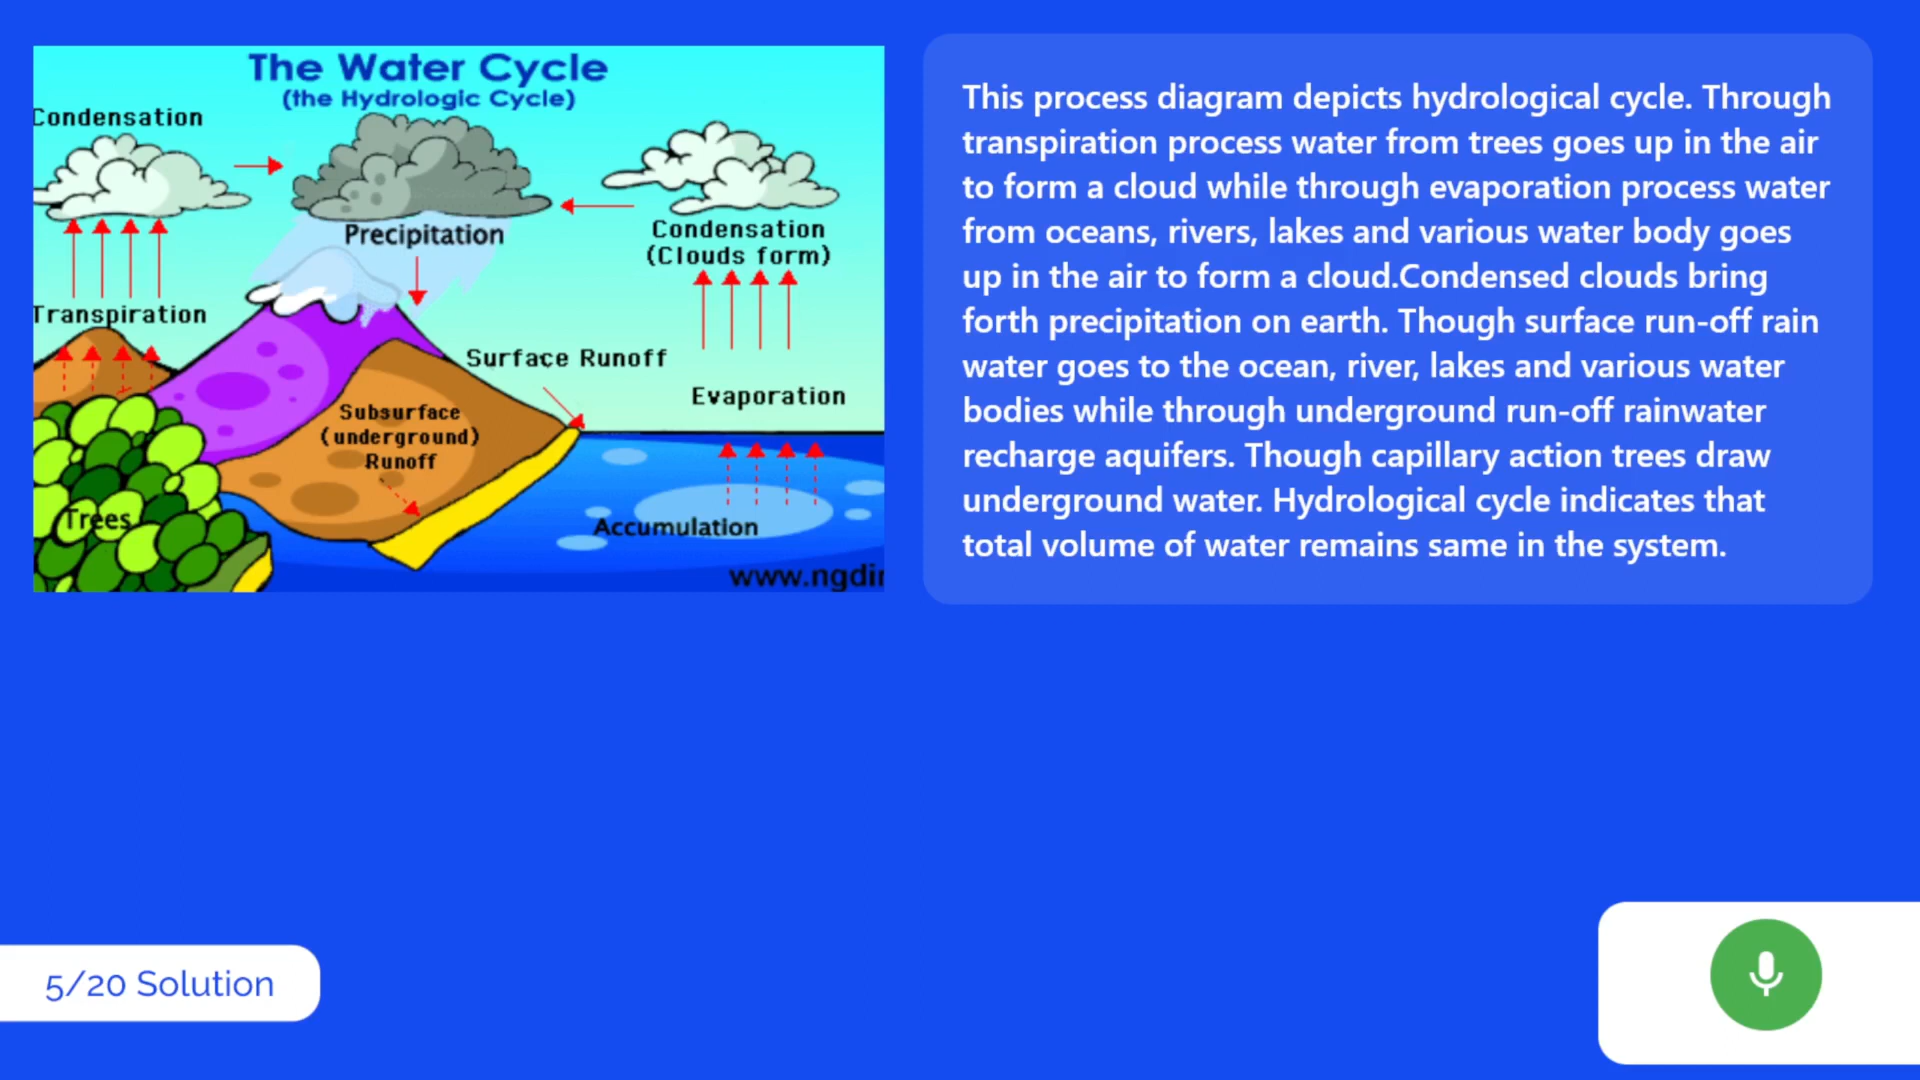 The Water Cycle
(the Hydrologic Cycle)
Condensation
Precipitation
Condensation
(Clouds form)
Transpiration
Surface Runoff
Evaporation
Subsurface
(underground)
Runoff
Trees
Accumulation
www.ngdir
This process diagram depicts hydrological cycle. Through
transpiration process water from trees goes up in the air
to form a cloud while through evaporation process water
from oceans, rivers, lakes and various water body goes
up in the air to form a cloud.Condensed clouds bring
forth precipitation on earth. Though surface run-off rain
water goes to the ocean, river, lakes and various water
bodies while through underground run-off rainwater
recharge aquifers. Though capillary action trees draw
underground water. Hydrological cycle indicates that
total volume of water remains same in the system.
5/20 Solution